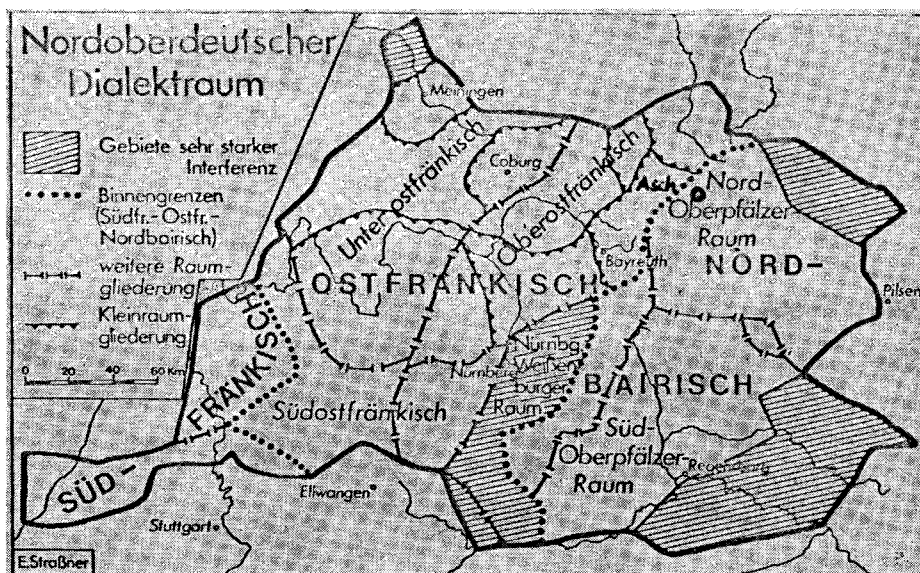 Nordoberdeutscher
Dialektraum
Gebiete sehr starker
Interferenz
Binnengrenzen
(Südfr.-Ostfr.-
Nordbairisch)
weitere Raum-
gliederung
Kleinraum-
gliederung
0 20 40 60 Km
Meiningen
Unterostfränkisch
Coburg
Oberostfränkisch
Asch
Nord-
Oberpfälzer-
Raum
Bayreuth
OSTFRÄNKISCH
NORD-
Pilsen
FRÄNKISCH
Nürnberg
Nürnbg
Weißen
burger
Raum
BAIRISCH
Südostfränkisch
Süd-
Oberpfälzer-
Raum
Regensburg
SÜD-
Ellwangen
Stuttgart
E.Straßner